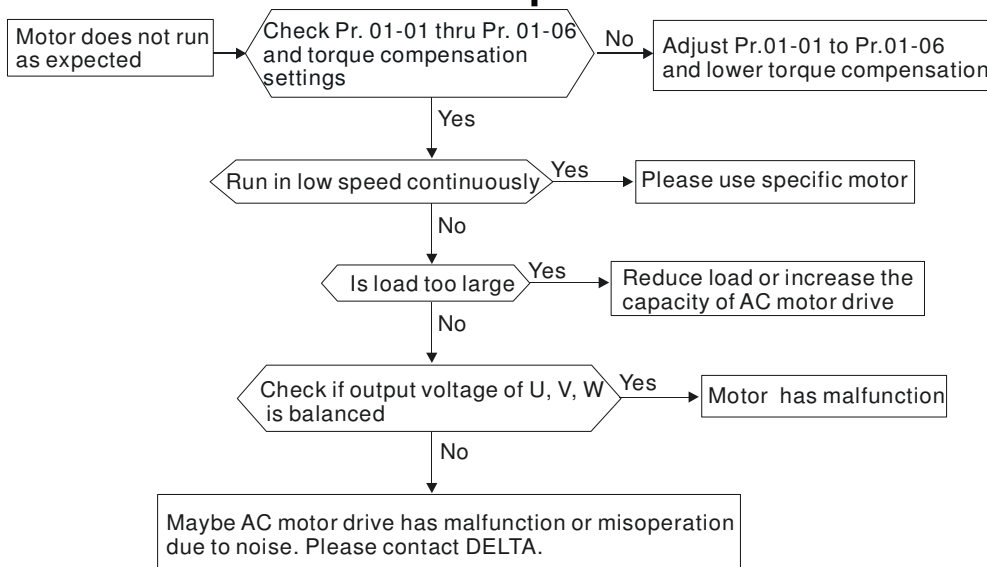 Motor does not run
as expected
Check Pr. 01-01 thru Pr. 01-06
and torque compensation
settings
No
Adjust Pr.01-01 to Pr.01-06
and lower torque compensation
Yes
Run in low speed continuously
Yes
Please use specific motor
No
Is load too large
Yes
Reduce load or increase the
capacity of AC motor drive
No
Check if output voltage of U, V, W
is balanced
Yes
Motor has malfunction
No
Maybe AC motor drive has malfunction or misoperation
due to noise. Please contact DELTA.